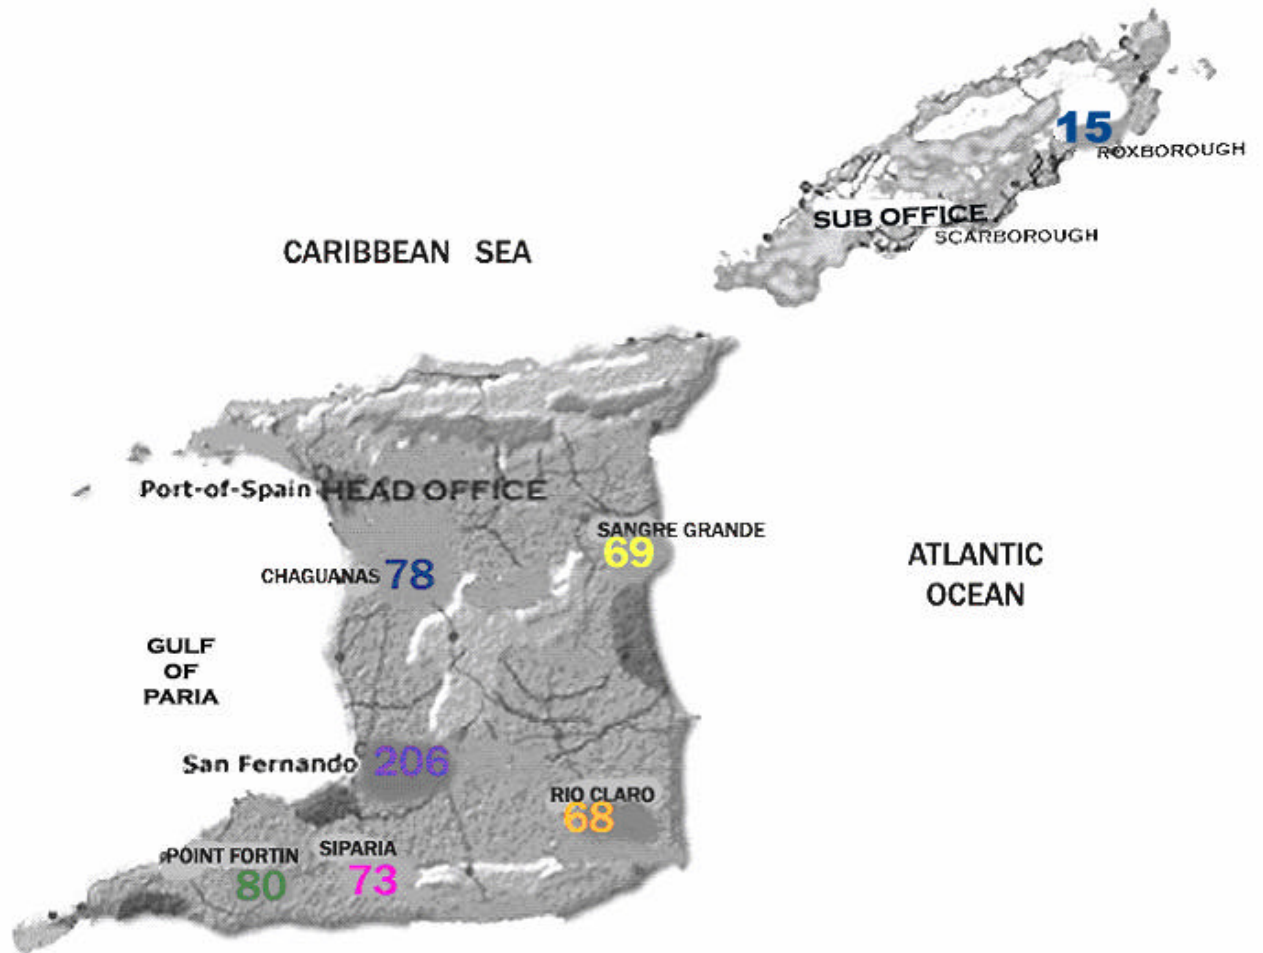 15
ROXBOROUGH
SUB OFFICE
SCARBOROUGH
CARIBBEAN SEA
Port-of-Spain HEAD OFFICE
SANGRE GRANDE
69
ATLANTIC
OCEAN
CHAGUANAS 78
GULF
OF
PARIA
San Fernando 206
RIO CLARO
68
POINT FORTIN
80
SIPARIA
73